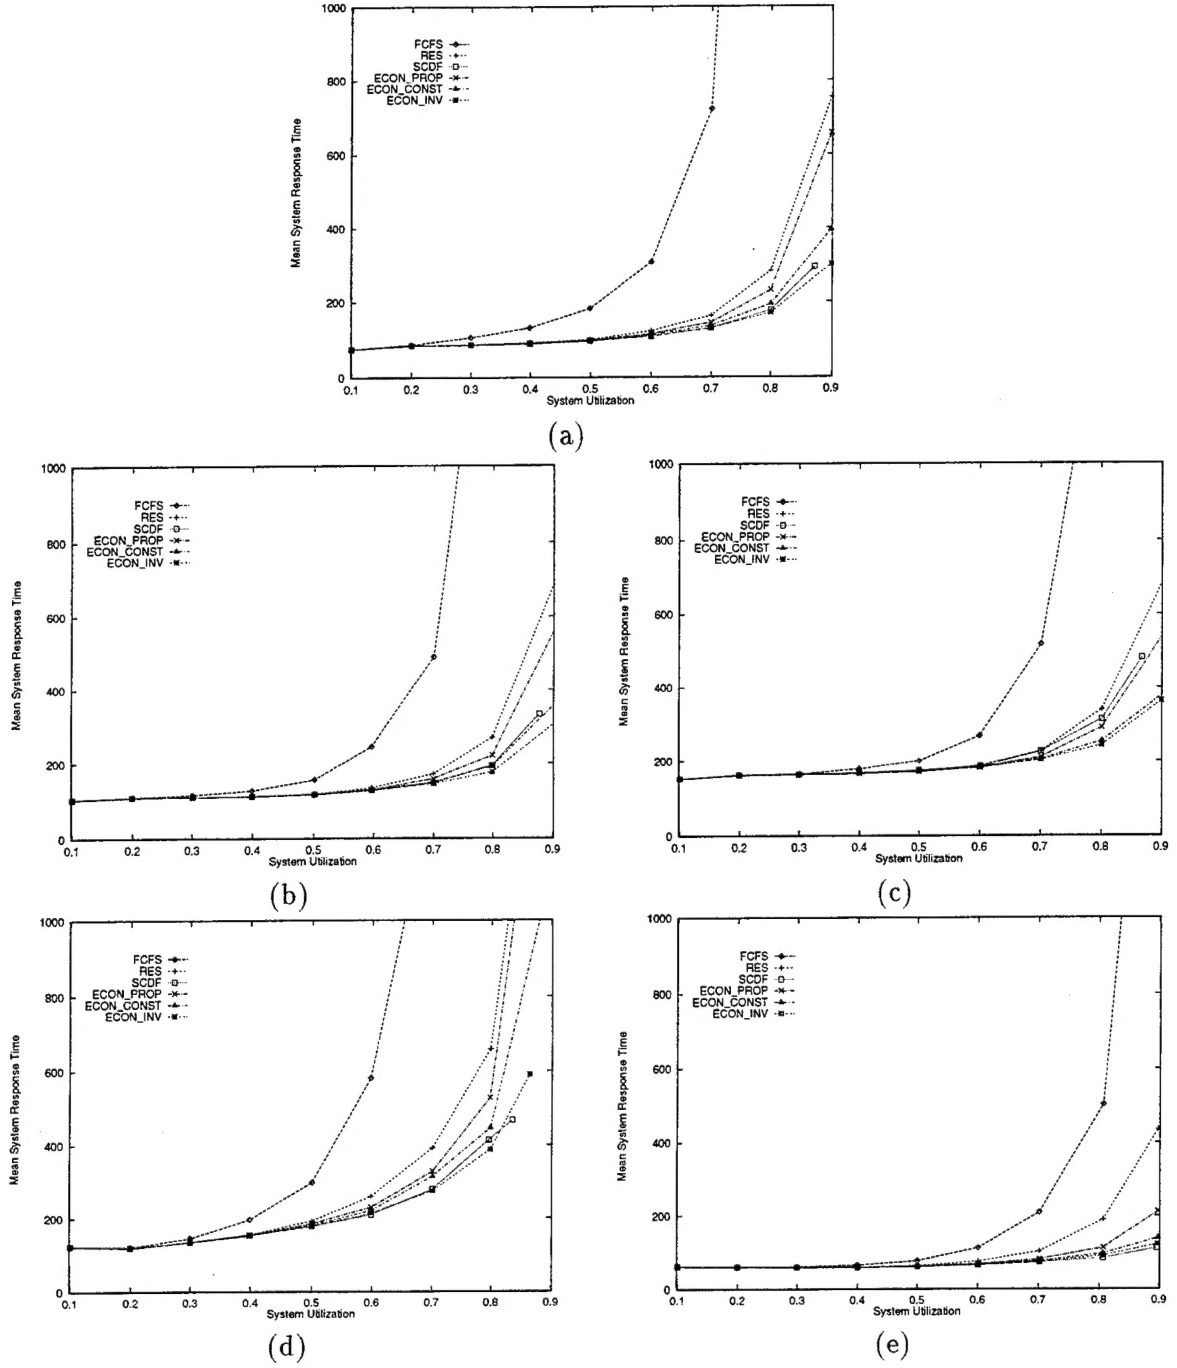 1000
800
600
400
200
0
Mean System Response Time
FCFS
RES
SCDF
ECON_PROP
ECON_CONST
ECON_INV
0.1 0.2 0.3 0.4 0.5 0.6 0.7 0.8 0.9
System Utilization
(a)
1000
800
600
400
200
0
Mean System Response Time
FCFS
RES
SCDF
ECON_PROP
ECON_CONST
ECON_INV
0.1 0.2 0.3 0.4 0.5 0.6 0.7 0.8 0.9
System Utilization
(b)
1000
800
600
400
200
0
Mean System Response Time
FCFS
RES
SCDF
ECON_PROP
ECON_CONST
ECON_INV
0.1 0.2 0.3 0.4 0.5 0.6 0.7 0.8 0.9
System Utilization
(c)
1000
800
600
400
200
0
Mean System Response Time
FCFS
RES
SCDF
ECON_PROP
ECON_CONST
ECON_INV
0.1 0.2 0.3 0.4 0.5 0.6 0.7 0.8 0.9
System Utilization
(d)
1000
800
600
400
200
0
Mean System Response Time
FCFS
RES
SCDF
ECON_PROP
ECON_CONST
ECON_INV
0.1 0.2 0.3 0.4 0.5 0.6 0.7 0.8 0.9
System Utilization
(e)